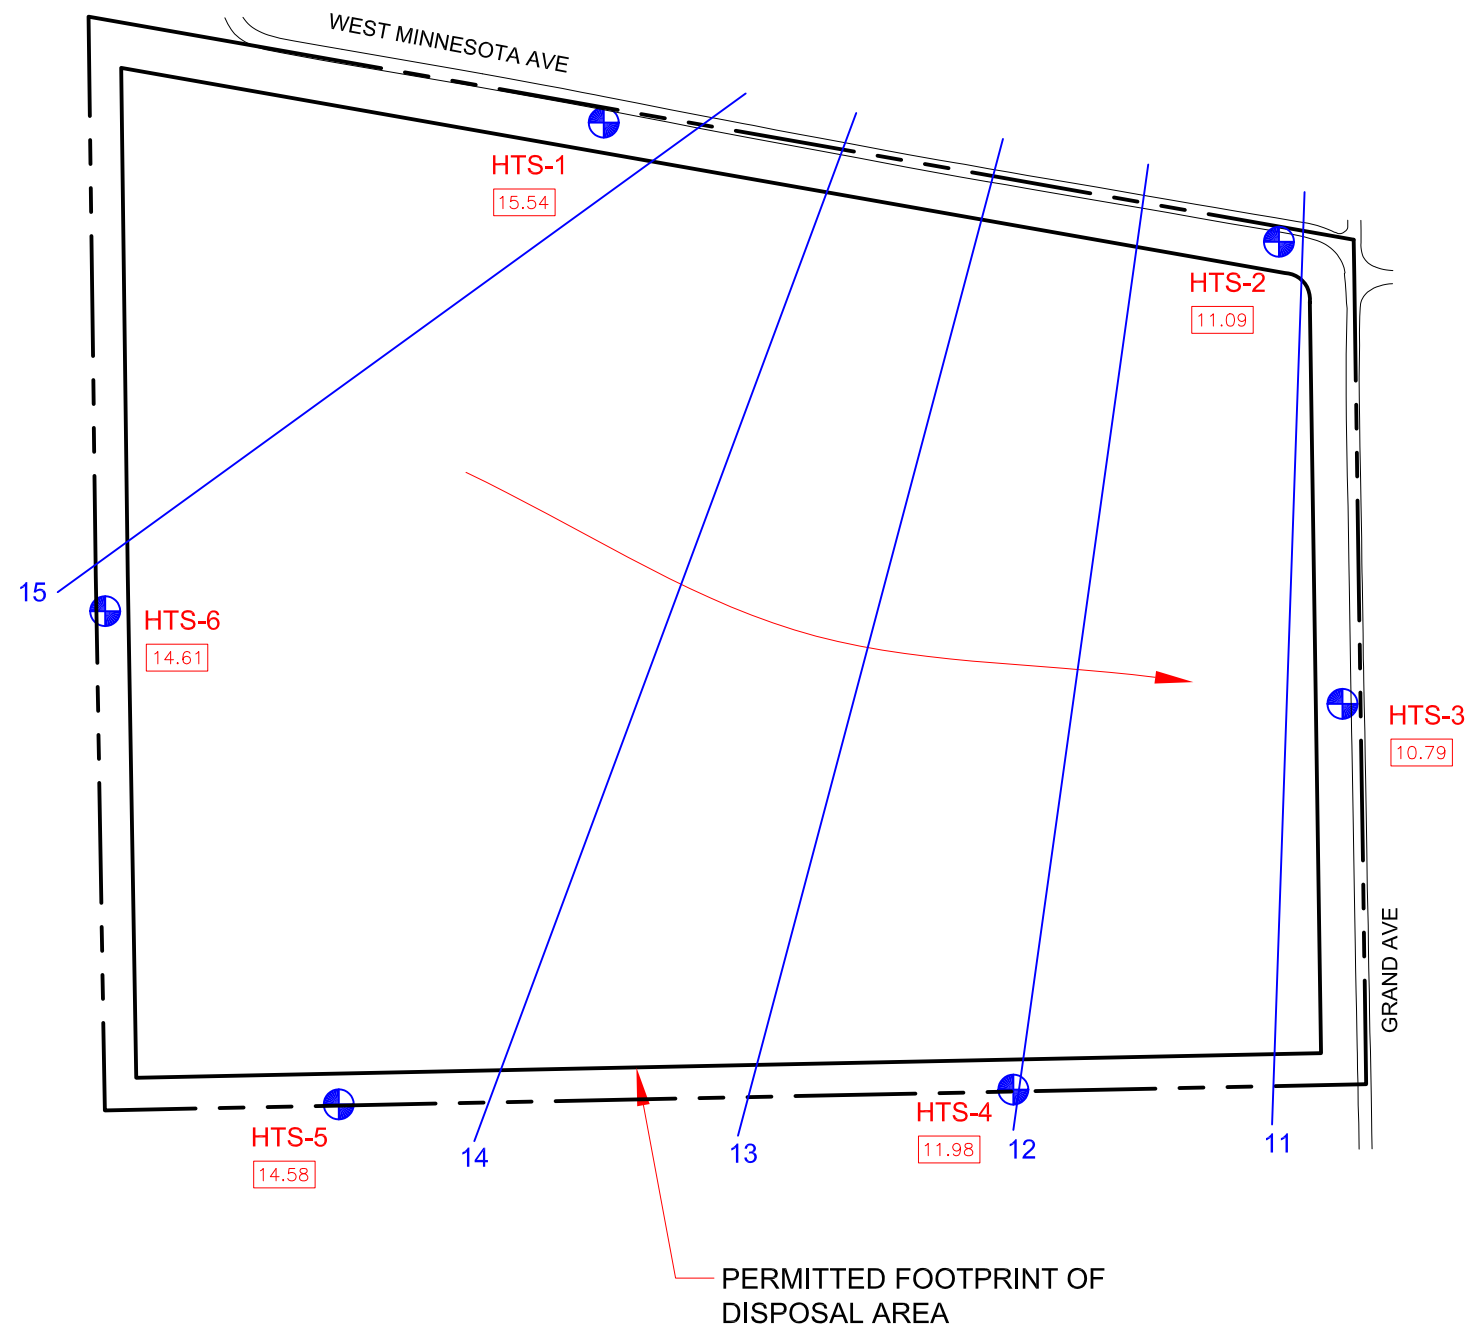 WEST MINNESOTA AVE
HTS-1
15.54
HTS-2
11.09
15
HTS-6
14.61
HTS-3
10.79
GRAND AVE
HTS-5
14.58
14
13
HTS-4
11.98
12
11
PERMITTED FOOTPRINT OF
DISPOSAL AREA